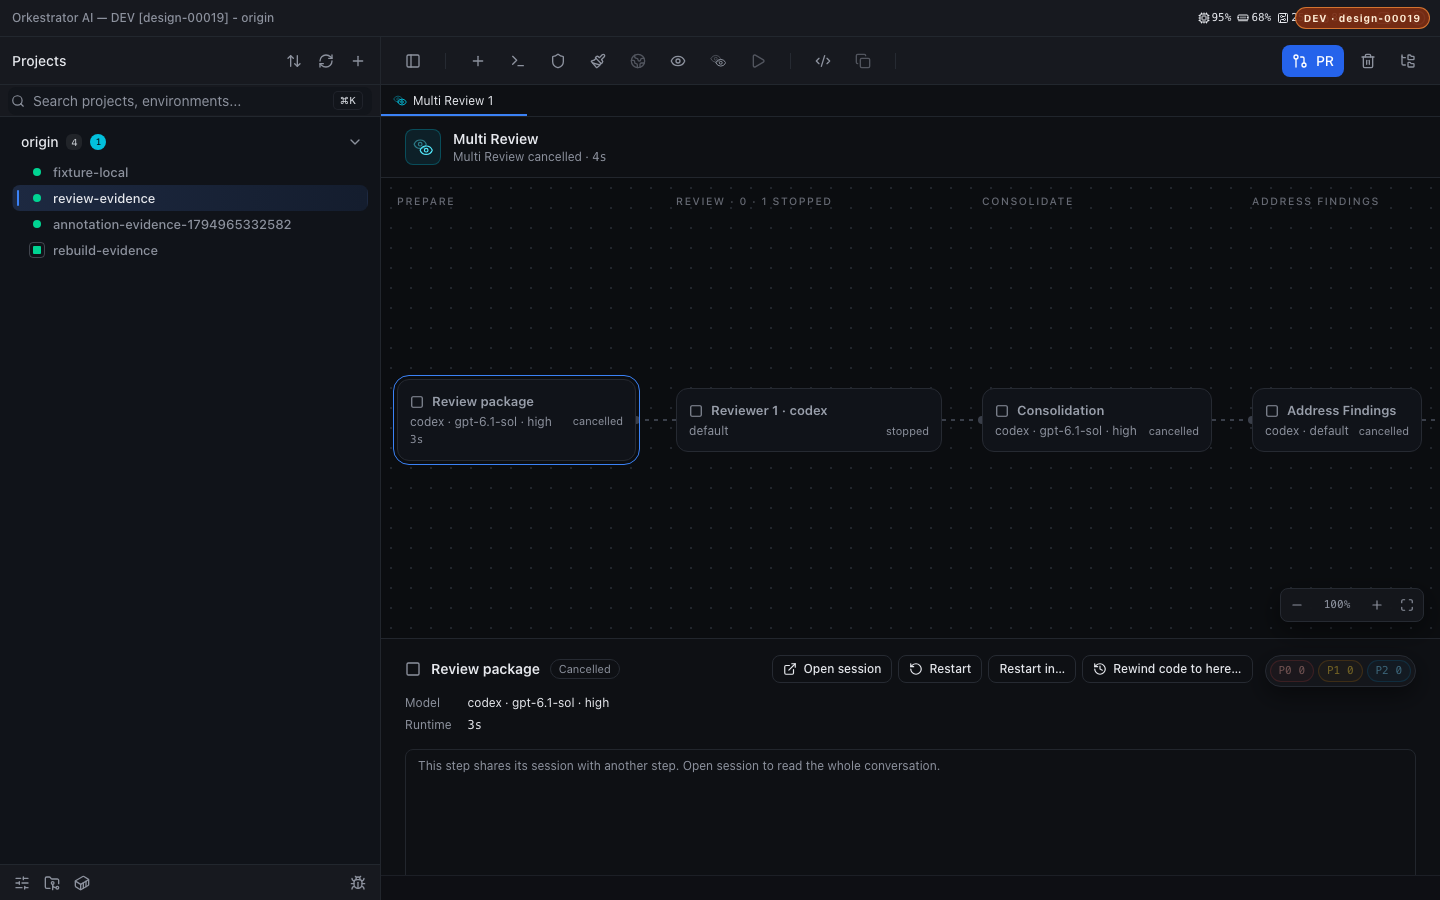 Orkestrator AI — DEV [design-00019] - origin
95% 68% 2 DEV · design-00019
Projects
PR
Search projects, environments... ⌘K
Multi Review 1
origin 4 1
Multi Review
Multi Review cancelled · 4s
fixture-local
review-evidence
annotation-evidence-1794965332582
rebuild-evidence
PREPARE
REVIEW · 0 · 1 STOPPED
CONSOLIDATE
ADDRESS FINDINGS
Review package
codex · gpt-6.1-sol · high cancelled
3s
Reviewer 1 · codex
default stopped
Consolidation
codex · gpt-6.1-sol · high cancelled
Address Findings
codex · default cancelled
100%
Review package Cancelled
Open session Restart Restart in... Rewind code to here... P0 0 P1 0 P2 0
Model codex · gpt-6.1-sol · high
Runtime 3s
This step shares its session with another step. Open session to read the whole conversation.